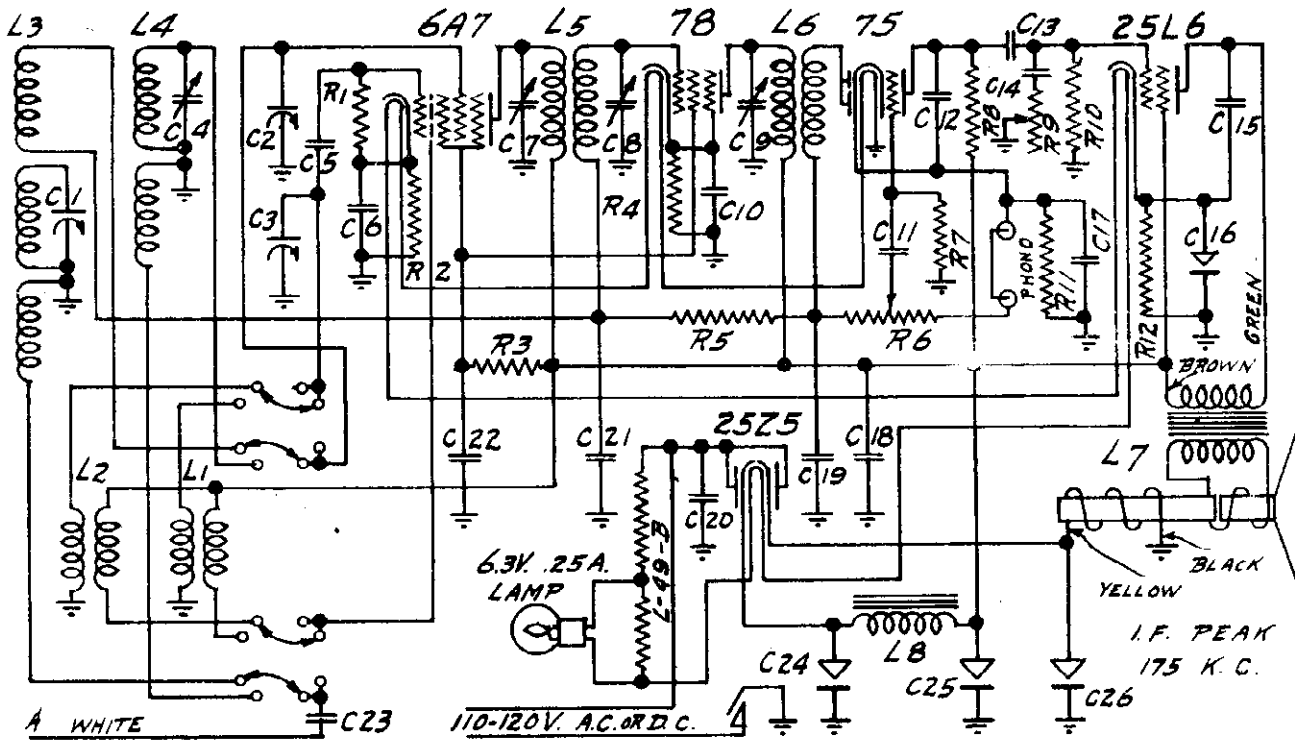 L3 L4 6A7 L5 78 L6 75 C13 25L6
C4 C2 R1 C5 C7 C8 C9 C12 R8 C14 R9 R10 C15
C1 C3 C6 R2 R4 C10 C11 R7 PHONO R11 C17 C16
R3 R5 R6 R12 GREEN
BROWN
L2 L1 C22 C21 25Z5 C19 C18 L7
C20
6.3V. .25A.
LAMP
L-49-B
YELLOW BLACK
I.F. PEAK
175 K.C.
C24 L8 C25 C26
A WHITE C23 110-120V. A.C. OR D.C.